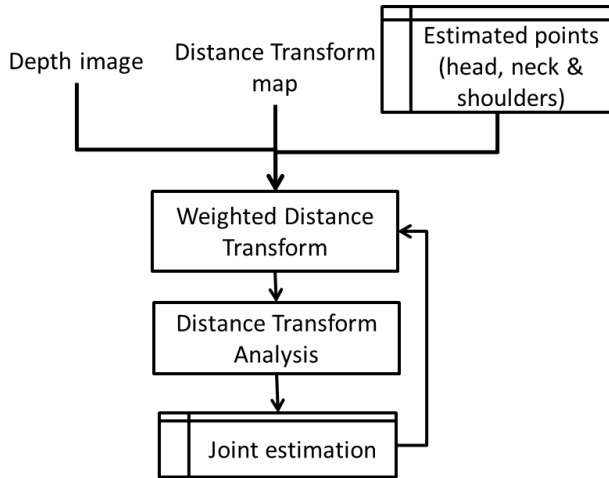 Depth image
Distance Transform
map
Estimated points
(head, neck &
shoulders)
Weighted Distance
Transform
Distance Transform
Analysis
Joint estimation